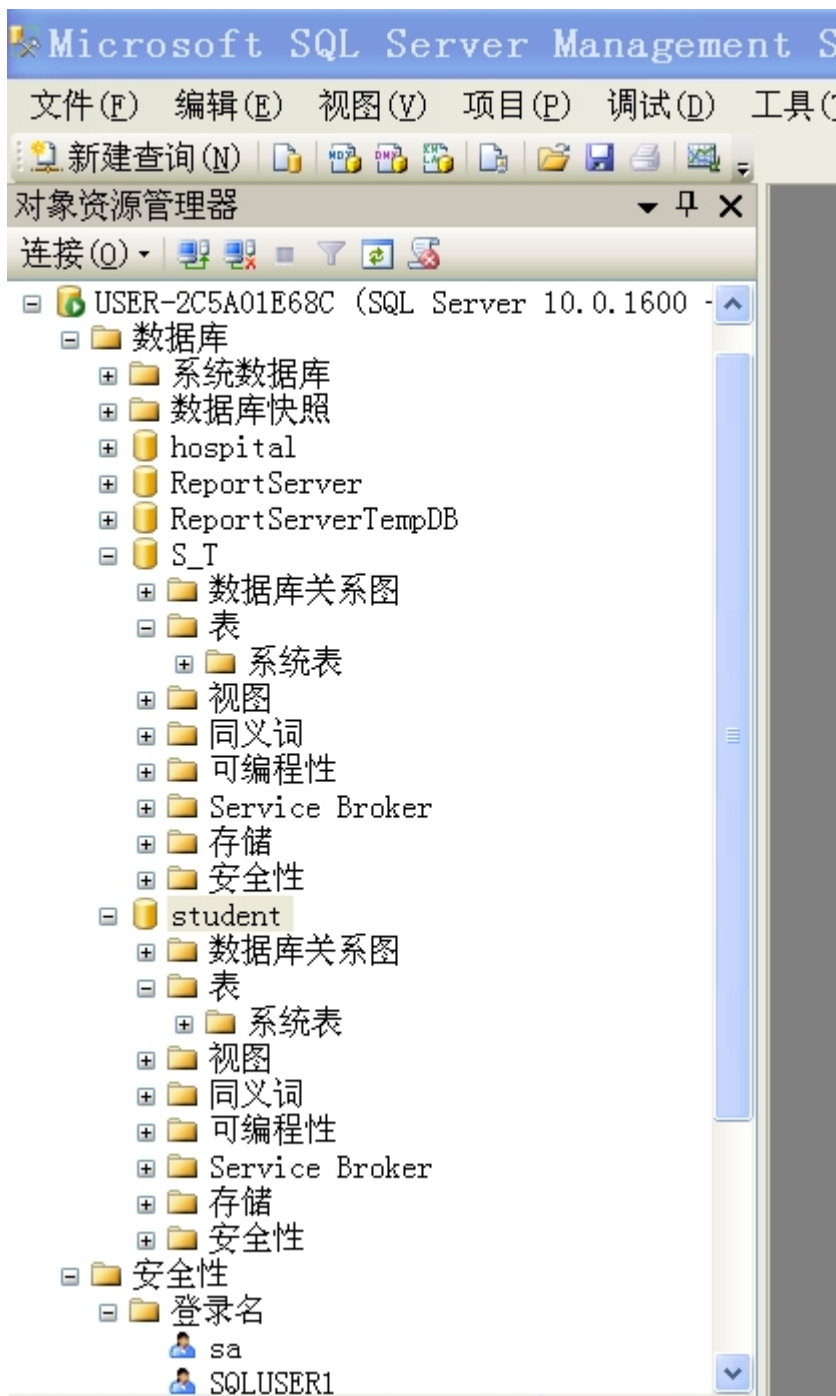 Microsoft SQL Server Management S
文件(F) 编辑(E) 视图(V) 项目(P) 调试(D) 工具(
新建查询(N)
对象资源管理器
连接(O)
USER-2C5A01E68C (SQL Server 10.0.1600 -
数据库
系统数据库
数据库快照
hospital
ReportServer
ReportServerTempDB
S_T
数据库关系图
表
系统表
视图
同义词
可编程性
Service Broker
存储
安全性
student
数据库关系图
表
系统表
视图
同义词
可编程性
Service Broker
存储
安全性
安全性
登录名
sa
SQLUSER1